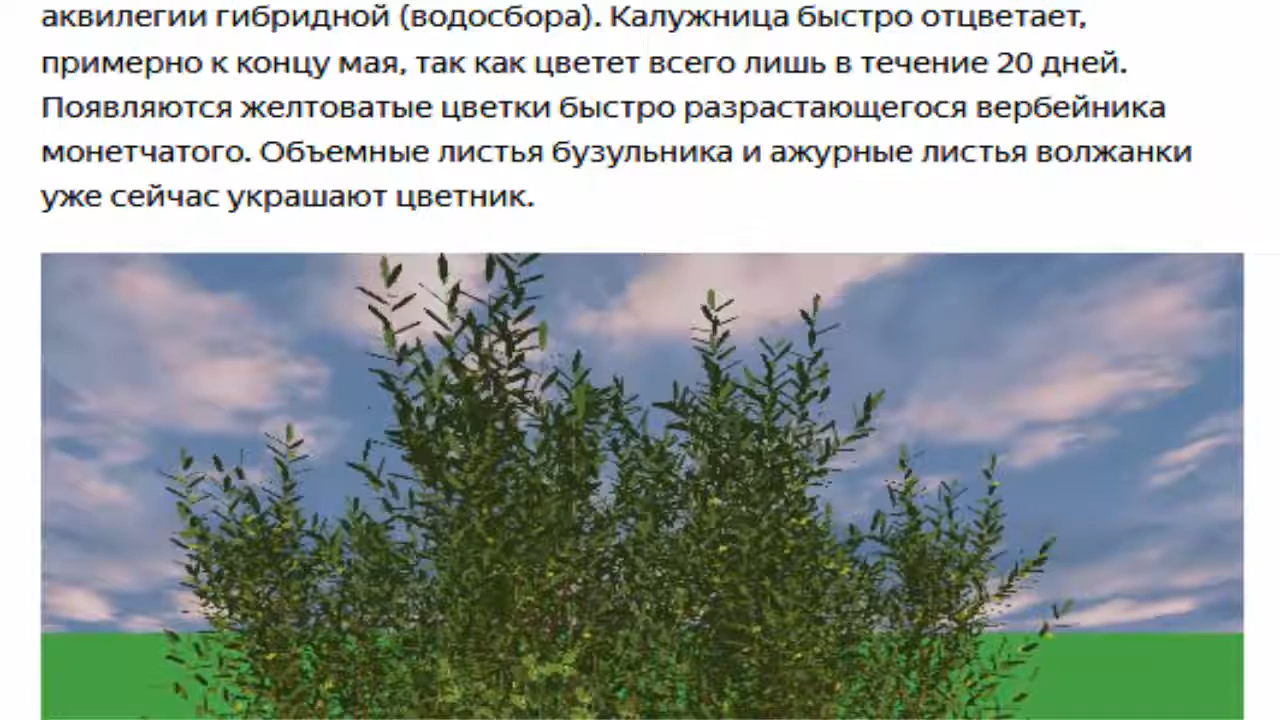 аквилегии гибридной (водосбора). Калужница быстро отцветает,
примерно к концу мая, так как цветет всего лишь в течение 20 дней.
Появляются желтоватые цветки быстро разрастающегося вербейника
монетчатого. Объемные листья бузульника и ажурные листья волжанки
уже сейчас украшают цветник.